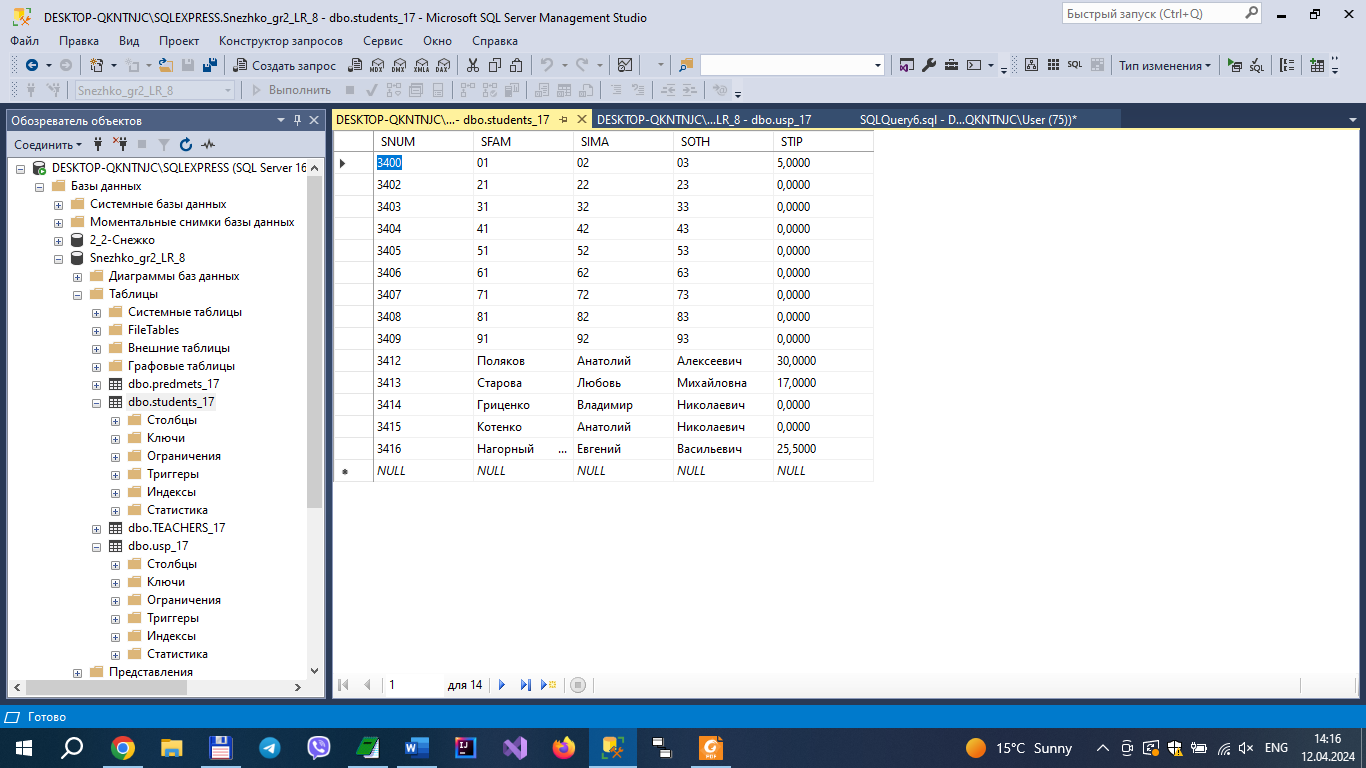 DESKTOP-QKNTNJC\SQLEXPRESS.Snezhko_gr2_LR_8 - dbo.students_17 - Microsoft SQL Server Management Studio
Быстрый запуск (Ctrl+Q)
Файл Правка Вид Проект Конструктор запросов Сервис Окно Справка
Создать запрос MDX DMX XMLA DAX SQL Тип изменения SQL
Snezhko_gr2_LR_8 Выполнить
Обозреватель объектов
Соединить
DESKTOP-QKNTNJC\SQLEXPRESS (SQL Server 16
Базы данных
Системные базы данных
Моментальные снимки базы данных
2_2-Снежко
Snezhko_gr2_LR_8
Диаграммы баз данных
Таблицы
Системные таблицы
FileTables
Внешние таблицы
Графовые таблицы
dbo.predmets_17
dbo.students_17
Столбцы
Ключи
Ограничения
Триггеры
Индексы
Статистика
dbo.TEACHERS_17
dbo.usp_17
Столбцы
Ключи
Ограничения
Триггеры
Индексы
Статистика
Представления
DESKTOP-QKNTNJC\...- dbo.students_17 DESKTOP-QKNTNJC\...LR_8 - dbo.usp_17 SQLQuery6.sql - D...QKNTNJC\User (75))*
SNUM SFAM SIMA SOTH STIP
3400 01 02 03 5,0000
3402 21 22 23 0,0000
3403 31 32 33 0,0000
3404 41 42 43 0,0000
3405 51 52 53 0,0000
3406 61 62 63 0,0000
3407 71 72 73 0,0000
3408 81 82 83 0,0000
3409 91 92 93 0,0000
3412 Поляков Анатолий Алексеевич 30,0000
3413 Старова Любовь Михайловна 17,0000
3414 Гриценко Владимир Николаевич 0,0000
3415 Котенко Анатолий Николаевич 0,0000
3416 Нагорный ... Евгений Васильевич 25,5000
NULL NULL NULL NULL NULL
1 для 14
Готово
15°C Sunny ENG 14:16
12.04.2024